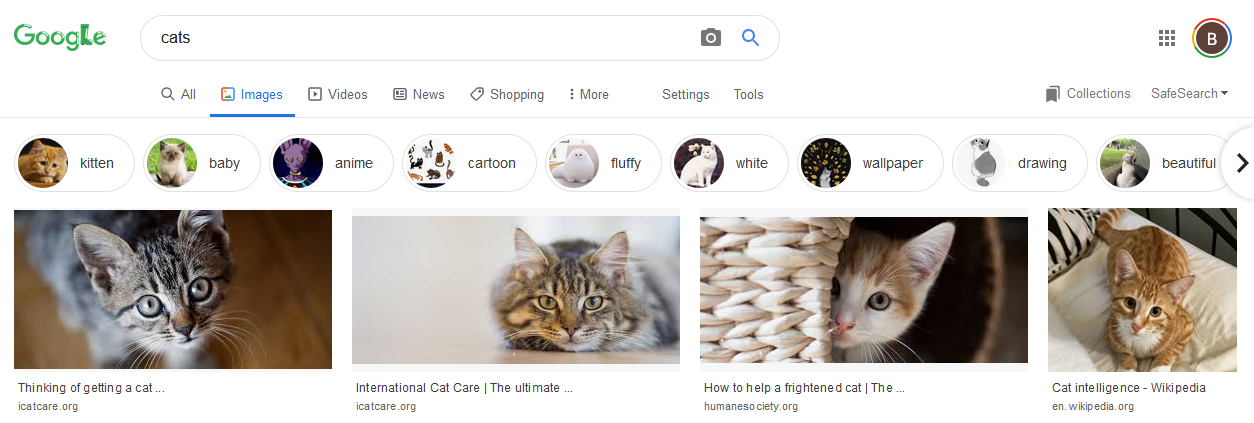 Google
cats
B
All Images Videos News Shopping More Settings Tools Collections SafeSearch
kitten baby anime cartoon fluffy white wallpaper drawing beautiful
Thinking of getting a cat ... International Cat Care | The ultimate ... How to help a frightened cat | The ... Cat intelligence - Wikipedia
icatcare.org icatcare.org humanesociety.org en.wikipedia.org